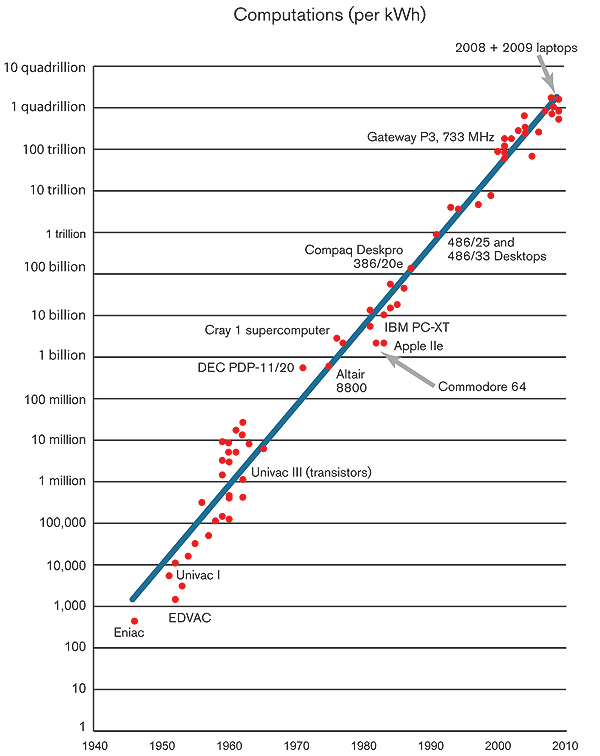 Computations (per kWh)
2008 + 2009 laptops
10 quadrillion
1 quadrillion
Gateway P3, 733 MHz
100 trillion
10 trillion
1 trillion
486/25 and
486/33 Desktops
Compaq Deskpro
386/20e
100 billion
10 billion
IBM PC-XT
Cray 1 supercomputer
Apple IIe
1 billion
DEC PDP-11/20
Altair
8800
Commodore 64
100 million
10 million
Univac III (transistors)
1 million
100,000
10,000
Univac I
1,000
EDVAC
Eniac
100
10
1
1940 1950 1960 1970 1980 1990 2000 2010